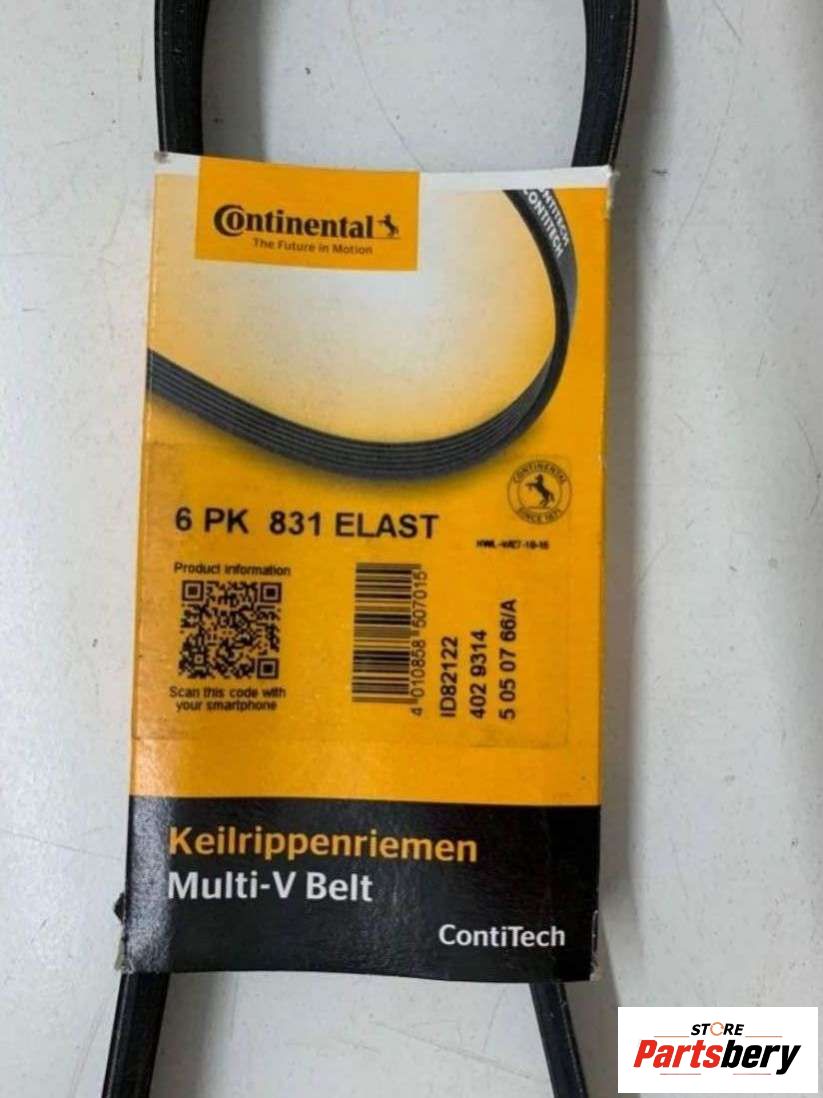 Continental
The Future in Motion
CONTITECH
CONTINENTAL
SINCE 1871
6 PK 831 ELAST
Product information
Scan this code with
your smartphone
4 010858 507015
ID82122
402 9314
5 05 07 66/A
Keilrippenriemen
Multi-V Belt
ContiTech
STORE
Partsbery